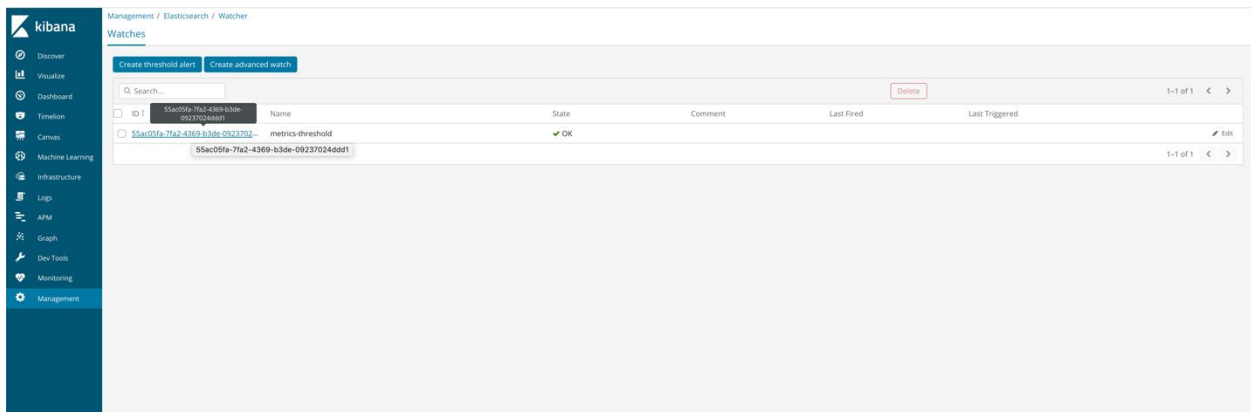 kibana
Discover
Visualize
Dashboard
Timelion
Canvas
Machine Learning
Infrastructure
Logs
APM
Graph
Dev Tools
Monitoring
Management
Management / Elasticsearch / Watcher
Watches
Create threshold alert Create advanced watch
Search... Delete 1–1 of 1
55ac05fa-7fa2-4369-b3de-
09237024ddd1
ID Name State Comment Last Fired Last Triggered
55ac05fa-7fa2-4369-b3de-0923702... metrics-threshold OK Edit
55ac05fa-7fa2-4369-b3de-09237024ddd1
1–1 of 1